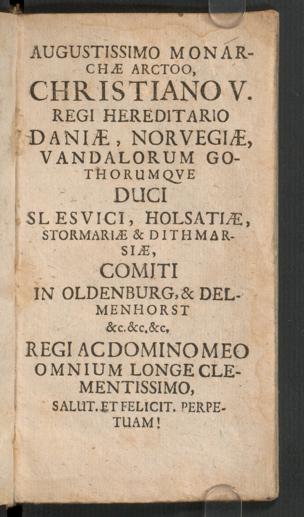 AUGUSTISSIMO MONAR-
CHÆ ARCTOO,
CHRISTIANO V.
REGI HEREDITARIO
DANIÆ, NORVEGIÆ,
VANDALORUM GO-
THORUMQVE
DUCI
SLESVICI, HOLSATIÆ,
STORMARIÆ & DITHMAR-
SIÆ,
COMITI
IN OLDENBURG, & DEL-
MENHORST
&c. &c. &c.
REGI AC DOMINO MEO
OMNIUM LONGE CLE-
MENTISSIMO,
SALUT. ET FELICIT. PERPE-
TUAM!